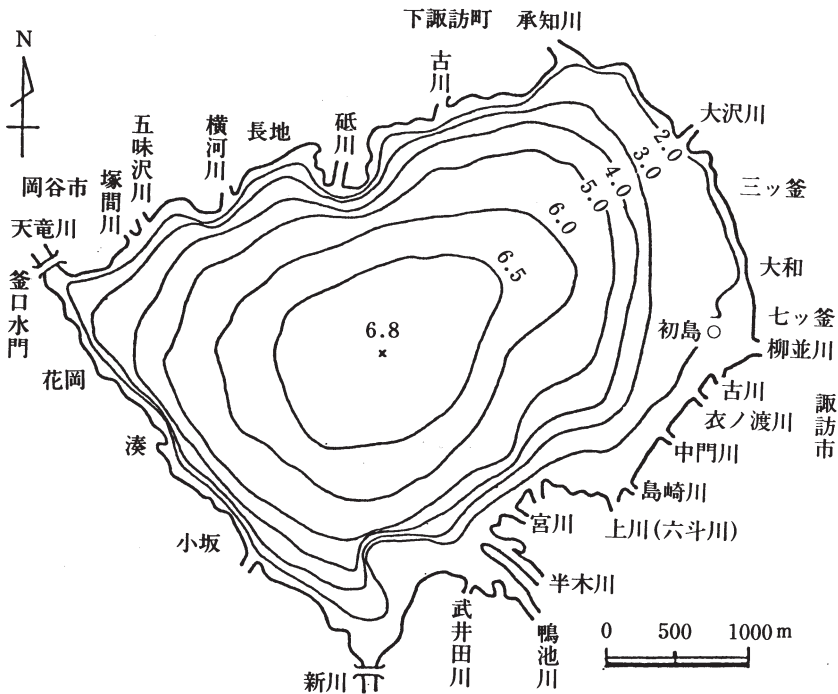 下諏訪町
承知川
N
古川
大沢川
砥川
長地
横河川
五味沢川
塚間川
岡谷市
天竜川
釜口水門
花岡
湊
小坂
新川
三ッ釜
大和
七ッ釜
初島
柳並川
古川
衣ノ渡川
諏訪市
中門川
島崎川
上川(六斗川)
宮川
半木川
鴨池川
武井田川
2.0
3.0
4.0
5.0
6.0
6.5
6.8
0 500 1000m